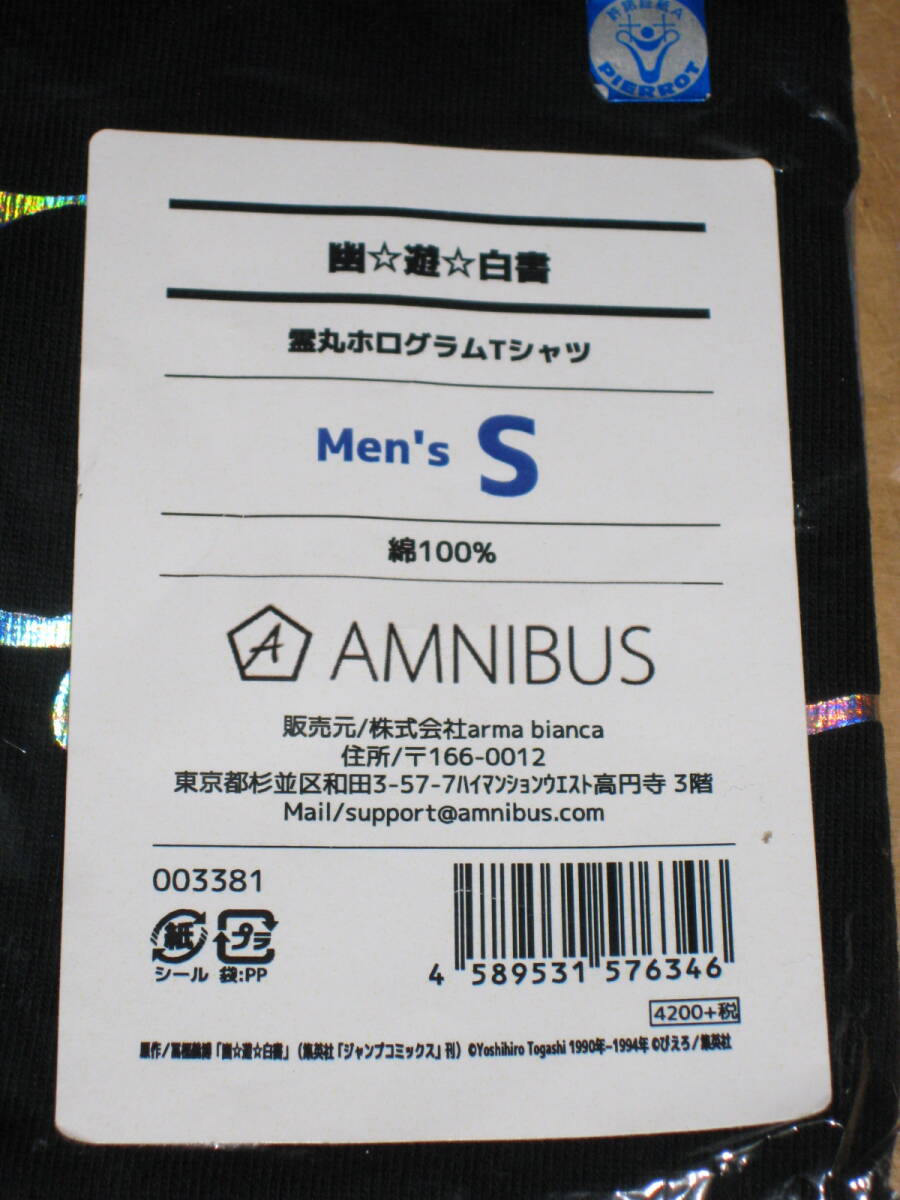 許諾証紙A
PIERROT
幽☆遊☆白書
霊丸ホログラムTシャツ
Men's S
綿100%
A AMNIBUS
販売元/株式会社arma bianca
住所/〒166-0012
東京都杉並区和田3-57-7ﾊｲﾏﾝｼｮﾝｳｴｽﾄ高円寺 3階
Mail/support@amnibus.com
003381
紙 プラ
シール 袋:PP
4 589531 576346
4200+税
原作/冨樫義博「幽☆遊☆白書」(集英社「ジャンプコミックス」刊) ©Yoshihiro Togashi 1990年-1994年 ©ぴえろ/集英社